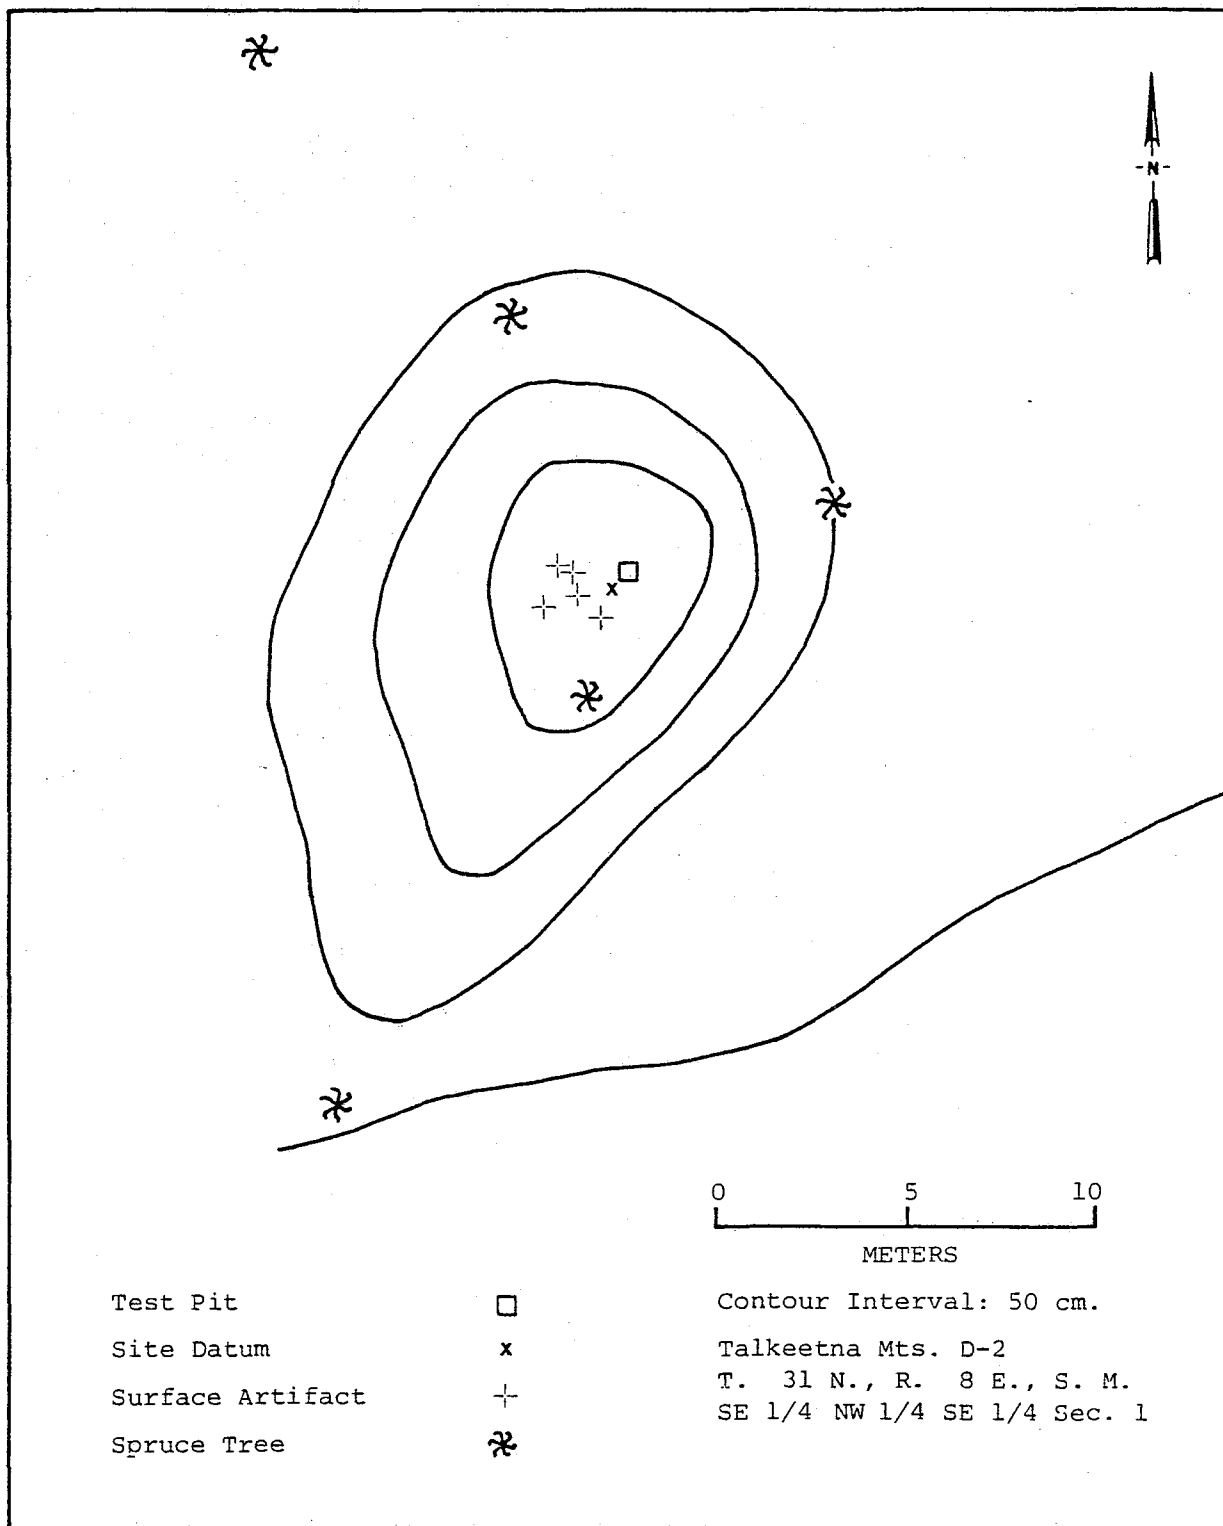 -N-
0 5 10
METERS
Test Pit
Site Datum
Surface Artifact
Spruce Tree
Contour Interval: 50 cm.
Talkeetna Mts. D-2
T. 31 N., R. 8 E., S. M.
SE 1/4 NW 1/4 SE 1/4 Sec. 1